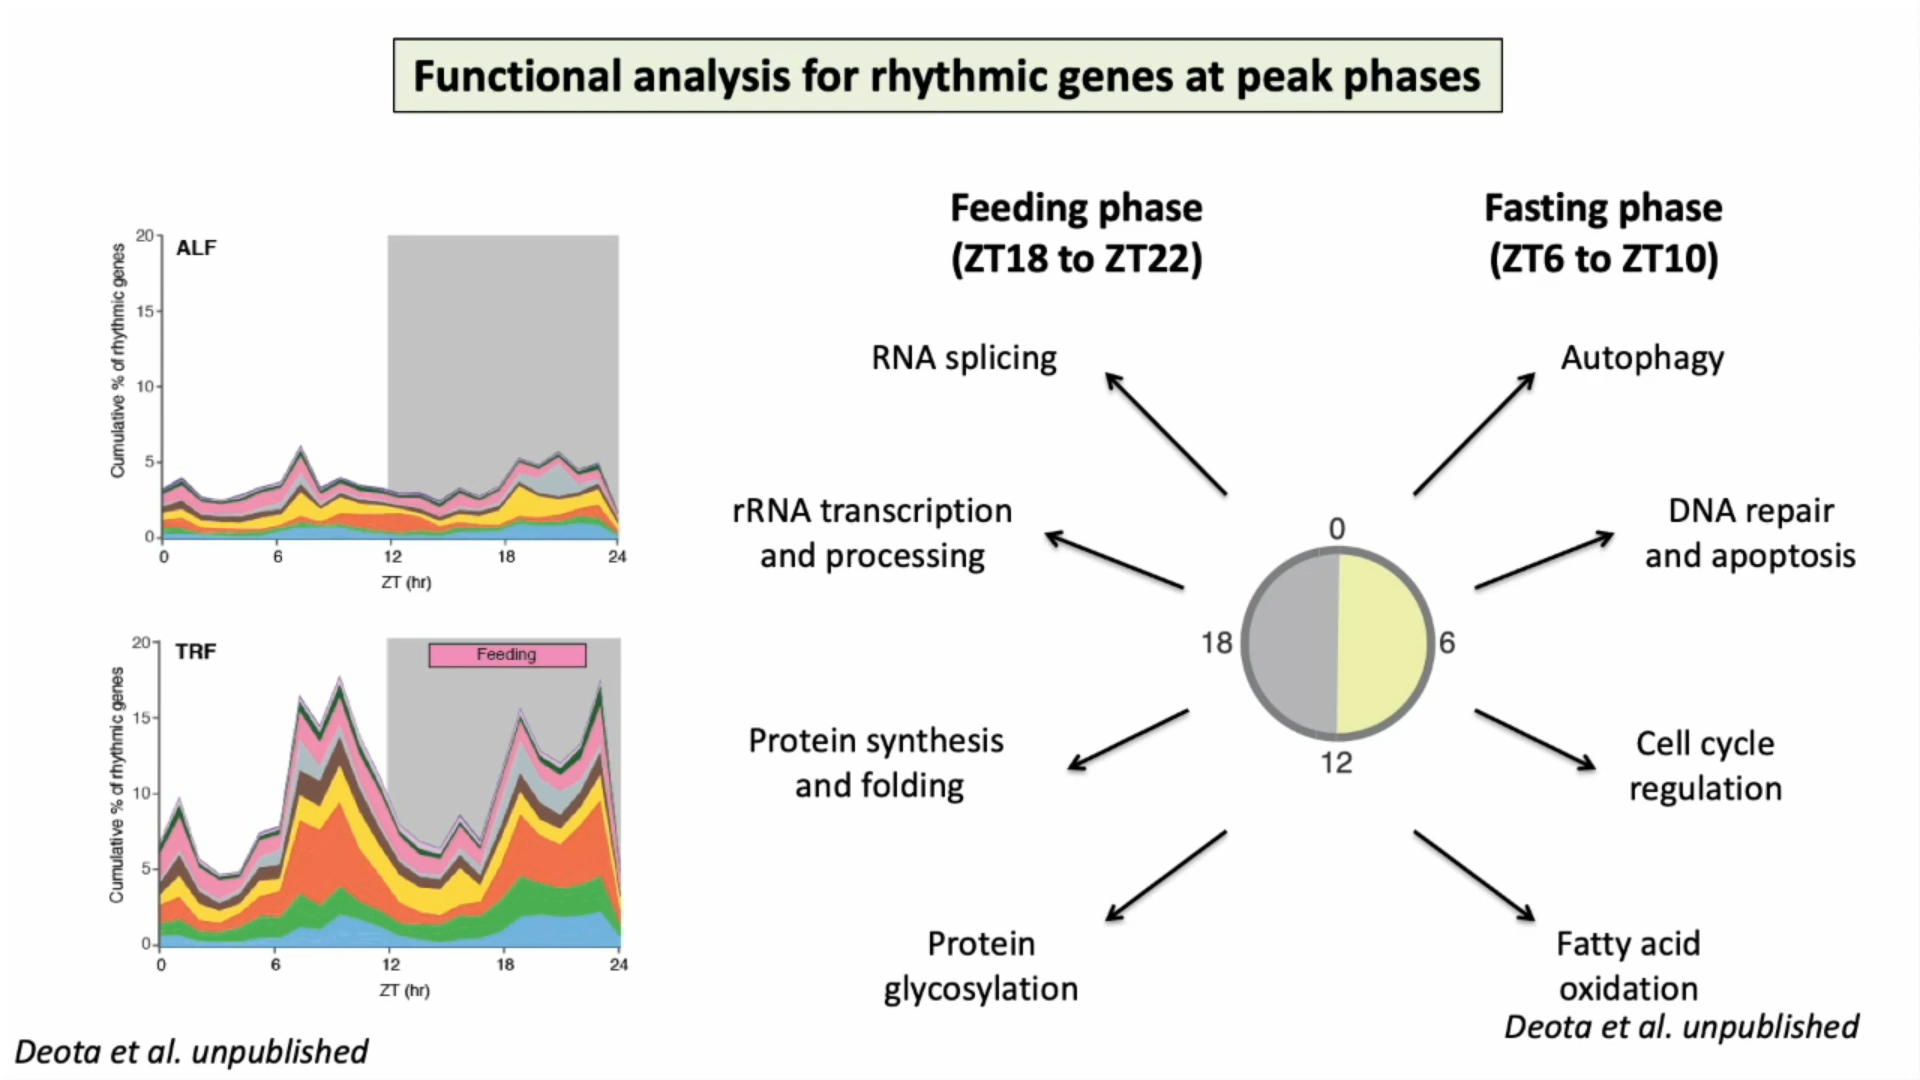 Functional analysis for rhythmic genes at peak phases
Cumulative % of rhythmic genes
20
15
10
5
0
ALF
0 6 12 18 24
ZT (hr)
Cumulative % of rhythmic genes
20
15
10
5
0
TRF
Feeding
0 6 12 18 24
ZT (hr)
Deota et al. unpublished
Feeding phase
(ZT18 to ZT22)
RNA splicing
rRNA transcription
and processing
Protein synthesis
and folding
Protein
glycosylation
0
18
6
12
Fasting phase
(ZT6 to ZT10)
Autophagy
DNA repair
and apoptosis
Cell cycle
regulation
Fatty acid
oxidation
Deota et al. unpublished